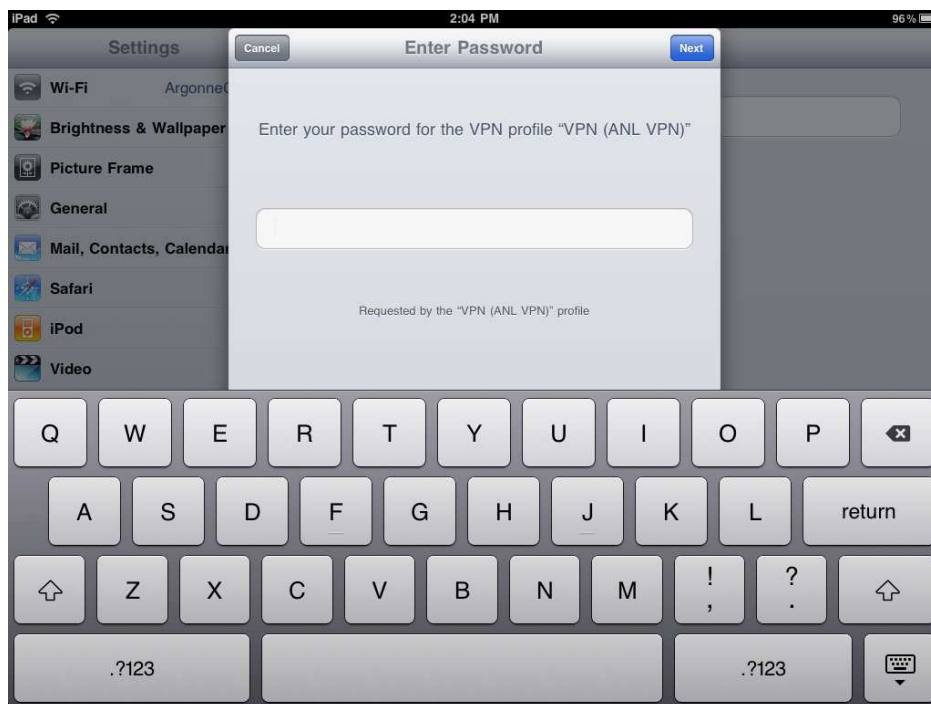 iPad 2:04 PM 96%
Settings
Cancel Enter Password Next
Wi-Fi ArgonneG
Brightness & Wallpaper
Enter your password for the VPN profile “VPN (ANL VPN)”
Picture Frame
General
Mail, Contacts, Calendar
Safari
Requested by the “VPN (ANL VPN)” profile
iPod
Video
Q W E R T Y U I O P
A S D F G H J K L return
Z X C V B N M ! , ? .
.?123 .?123